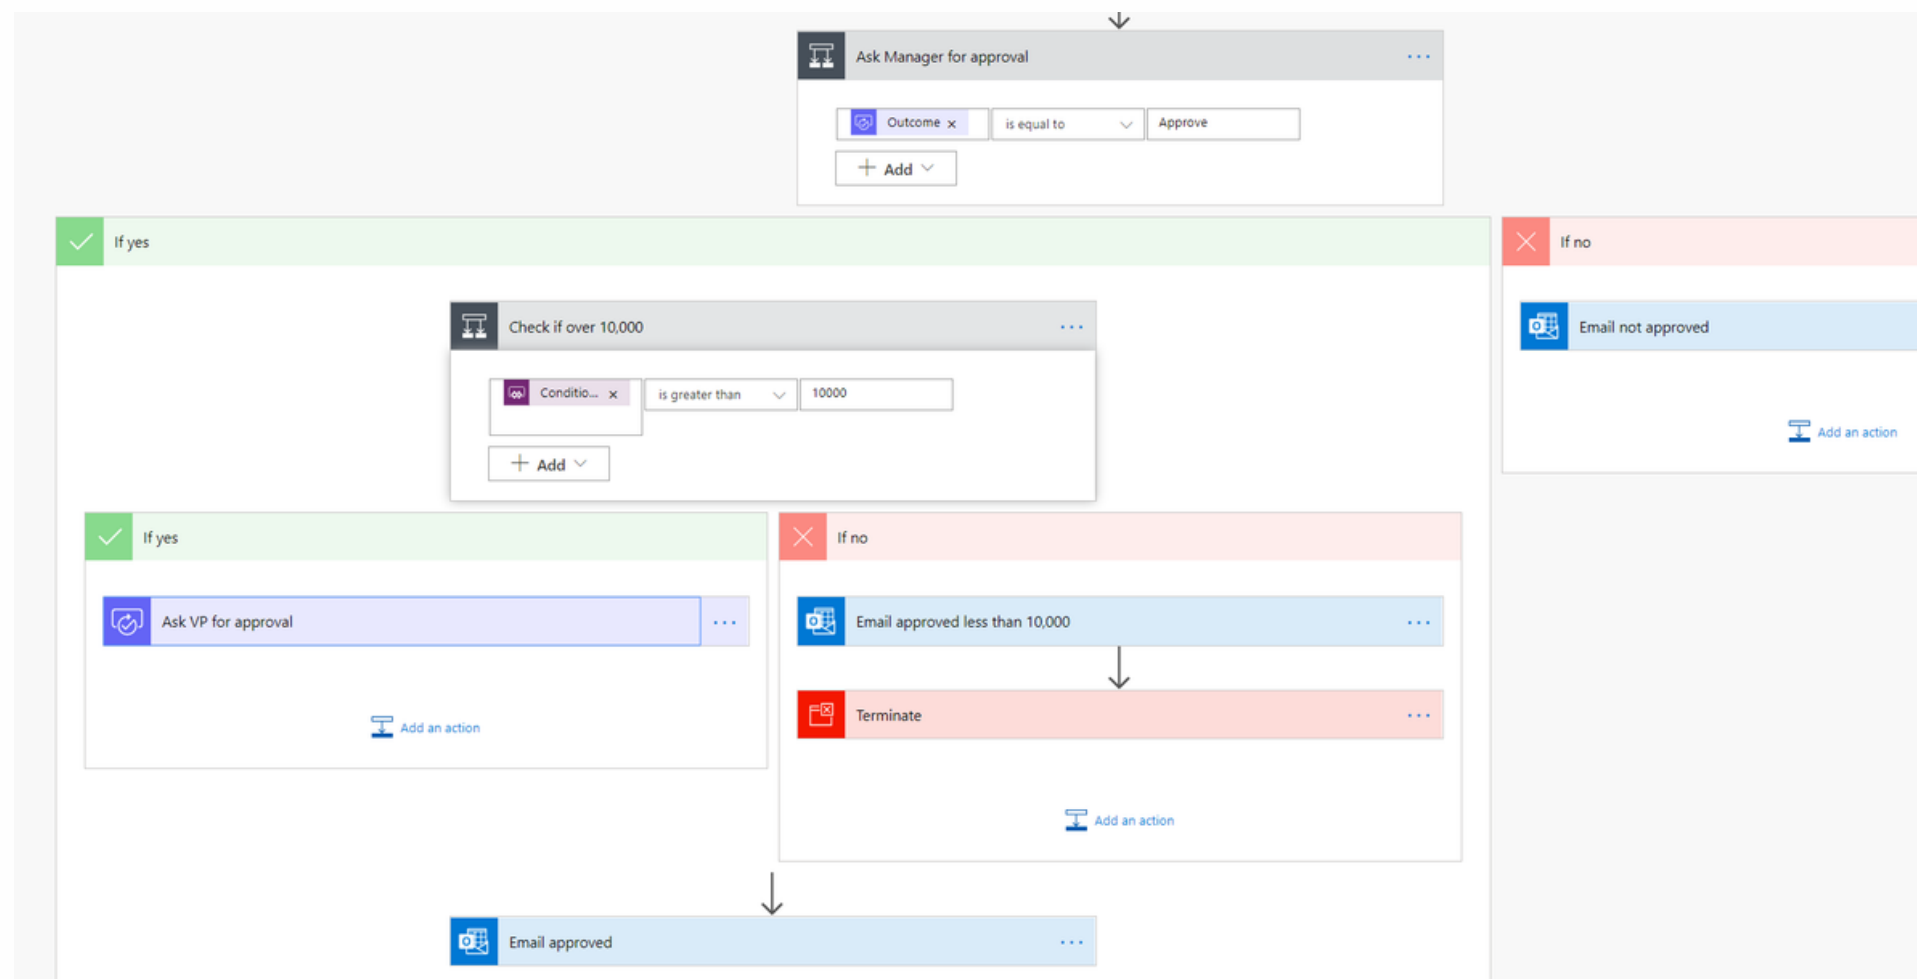 Ask Manager for approval
Outcome x is equal to Approve
Add
If yes
If no
Check if over 10,000
Email not approved
Conditio... x is greater than 10000
Add an action
Add
If yes
If no
Ask VP for approval
Email approved less than 10,000
Terminate
Add an action
Add an action
Email approved